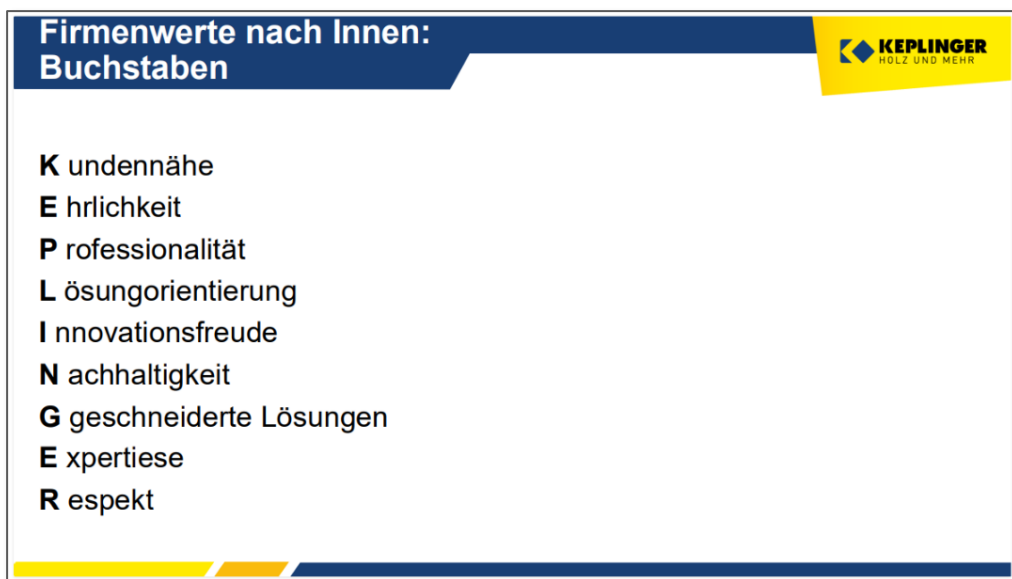 Firmenwerte nach Innen:
Buchstaben
KEPLINGER
HOLZ UND MEHR
K undennähe
E hrlichkeit
P rofessionalität
L ösungorientierung
I nnovationsfreude
N achhaltigkeit
G geschneiderte Lösungen
E xpertiese
R espekt